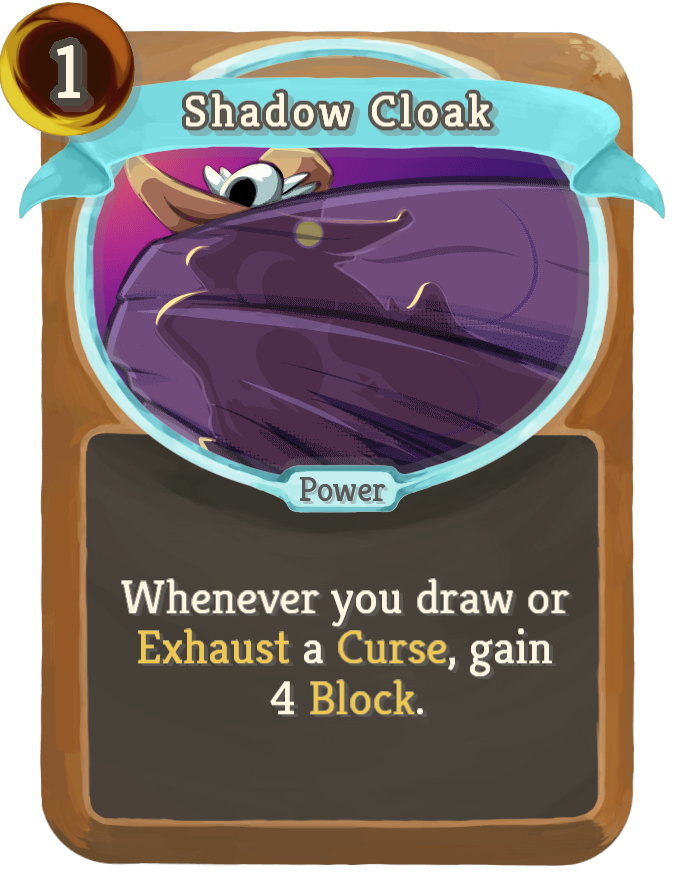 1
Shadow Cloak
Power
Whenever you draw or
Exhaust a Curse, gain
4 Block.